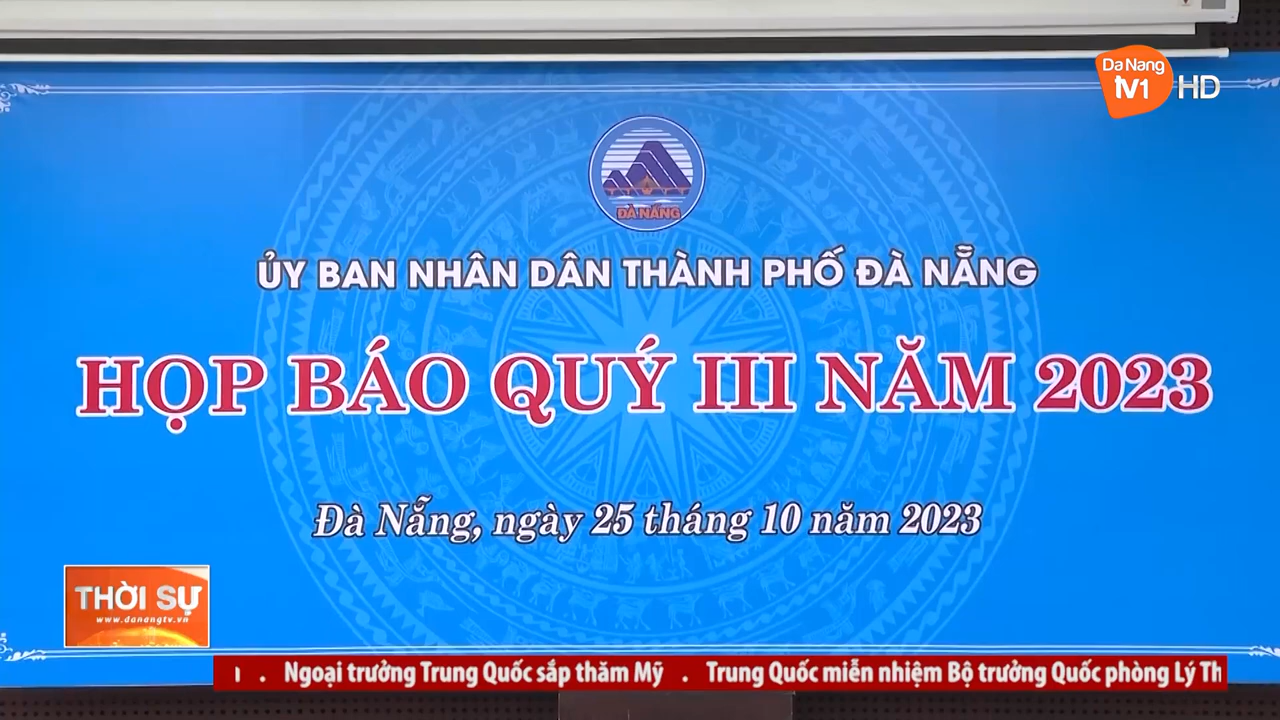 Da Nang
TV1 HD
ĐÀ NẴNG
ỦY BAN NHÂN DÂN THÀNH PHỐ ĐÀ NẴNG
HỌP BÁO QUÝ III NĂM 2023
Đà Nẵng, ngày 25 tháng 10 năm 2023
THỜI SỰ
www.danangtv.vn
. Ngoại trưởng Trung Quốc sắp thăm Mỹ . Trung Quốc miễn nhiệm Bộ trưởng Quốc phòng Lý